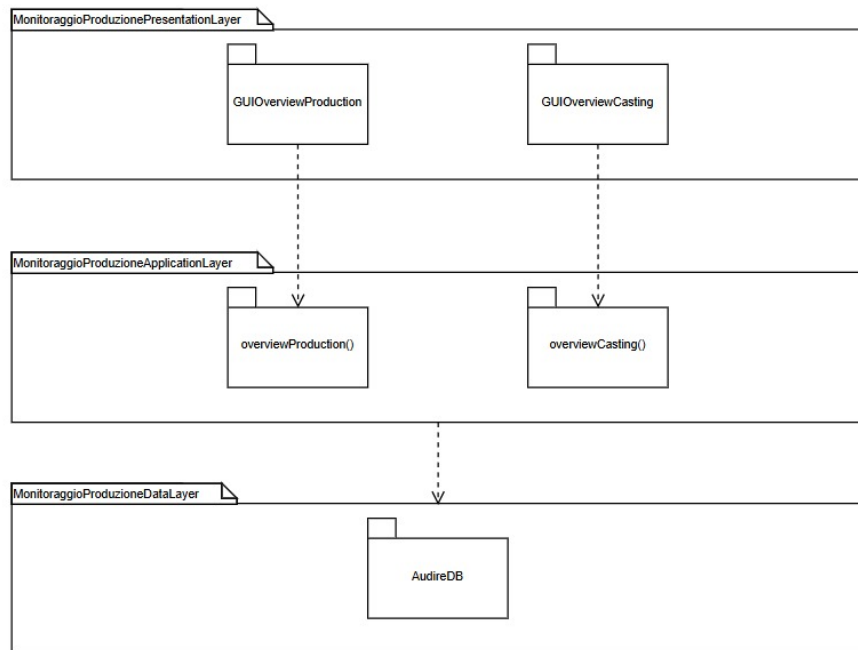 MonitoraggioProduzionePresentationLayer
GUIOverviewProduction
GUIOverviewCasting
MonitoraggioProduzioneApplicationLayer
overviewProduction()
overviewCasting()
MonitoraggioProduzioneDataLayer
AudireDB